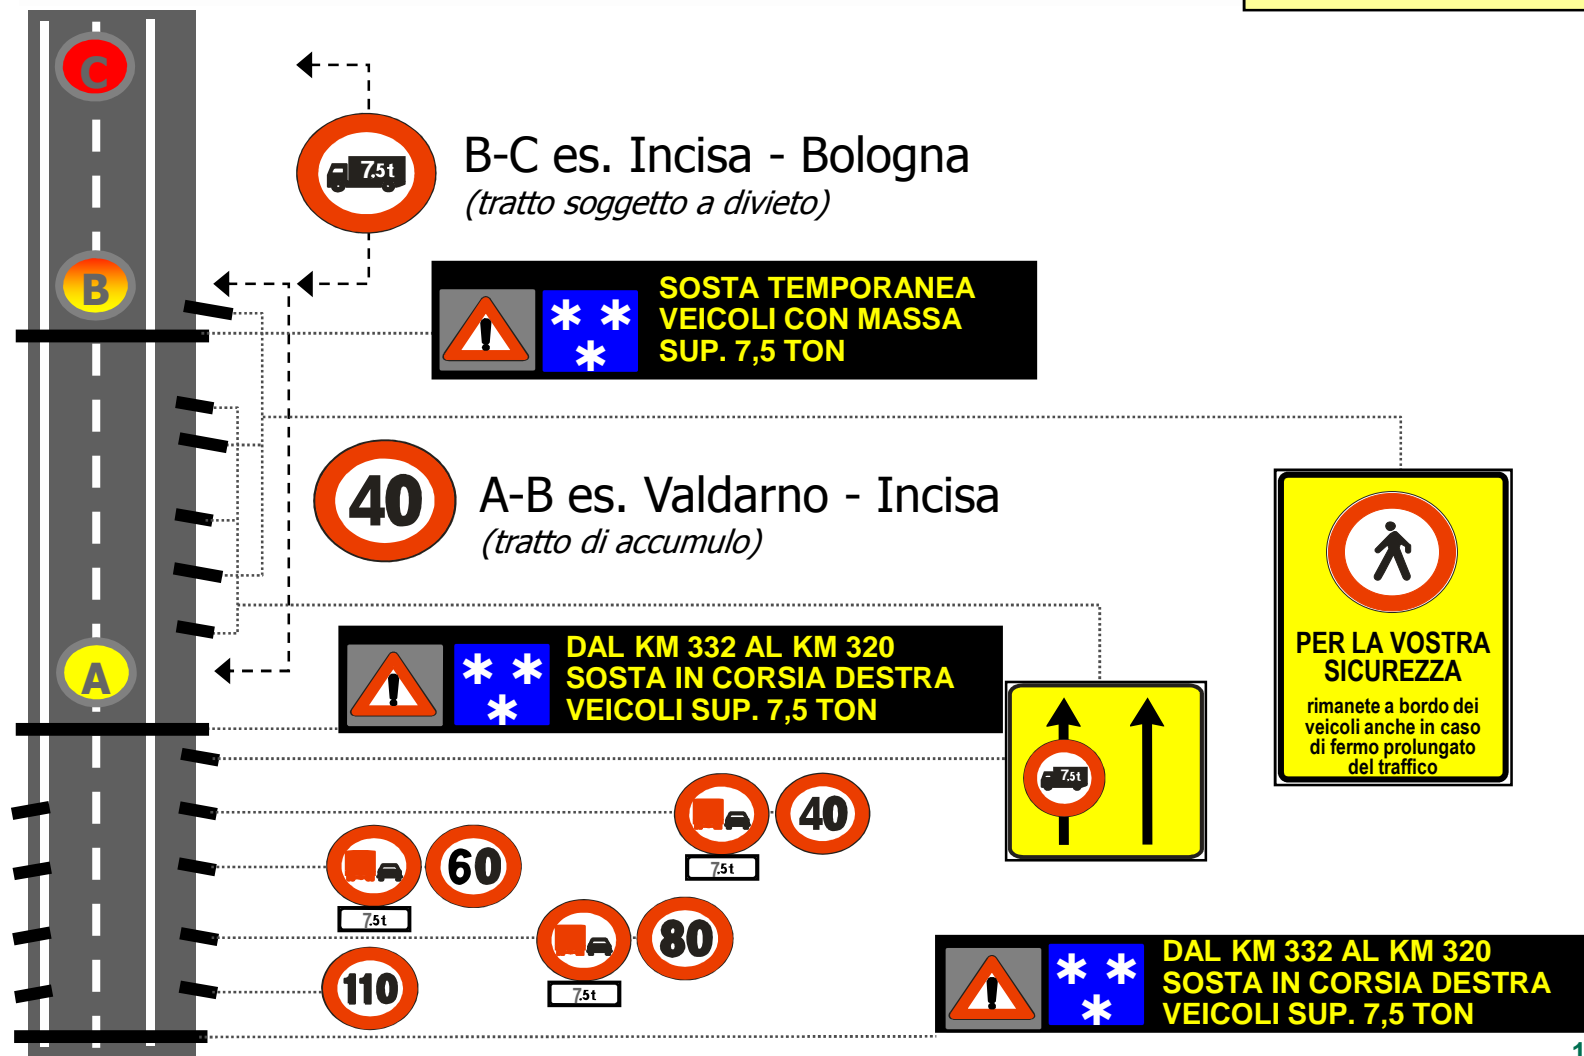 C
7.5t
B-C es. Incisa - Bologna
(tratto soggetto a divieto)
B
SOSTA TEMPORANEA
VEICOLI CON MASSA
SUP. 7,5 TON
40
A-B es. Valdarno - Incisa
(tratto di accumulo)
PER LA VOSTRA
SICUREZZA
rimanete a bordo dei
veicoli anche in caso
di fermo prolungato
del traffico
A
DAL KM 332 AL KM 320
SOSTA IN CORSIA DESTRA
VEICOLI SUP. 7,5 TON
7.5t
40
7.5t
60
7.5t
80
7.5t
110
DAL KM 332 AL KM 320
SOSTA IN CORSIA DESTRA
VEICOLI SUP. 7,5 TON